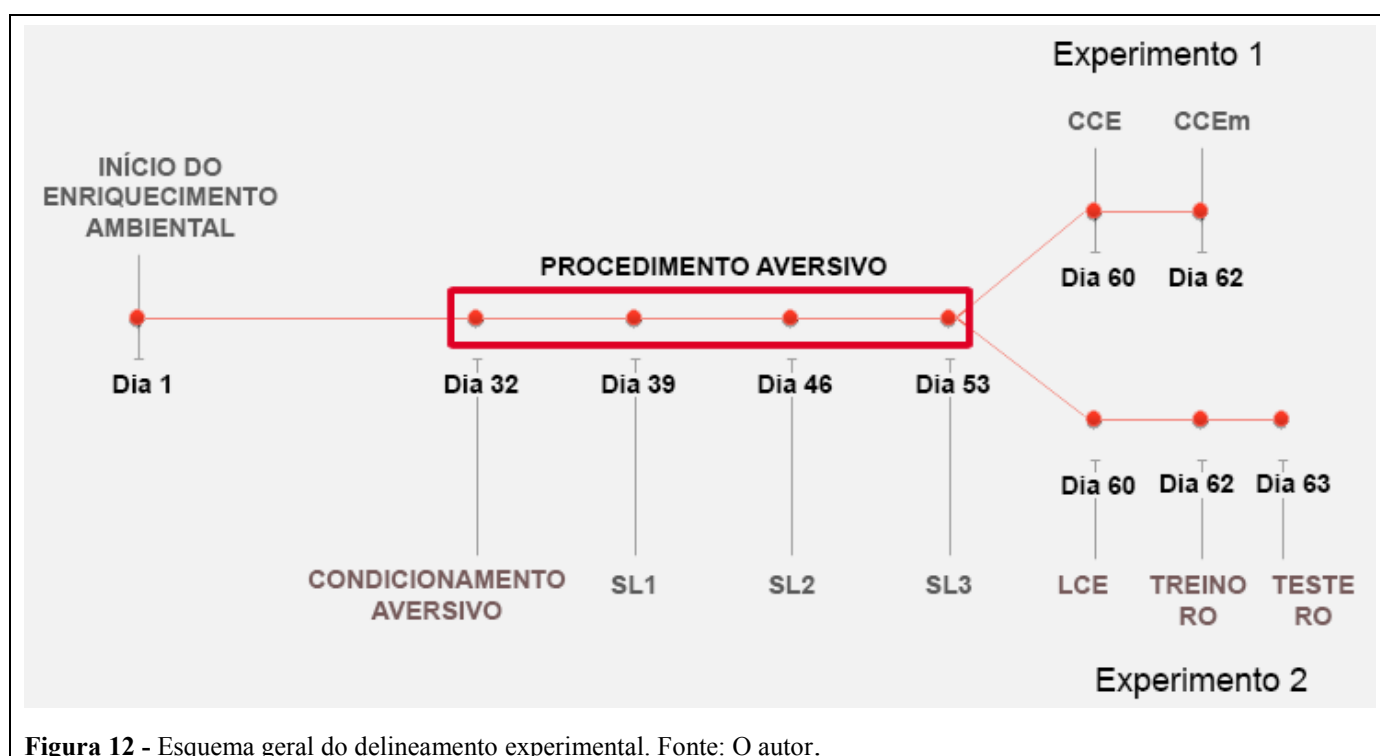 Experimento 1
CCE CCEm
INÍCIO DO
ENRIQUECIMENTO
AMBIENTAL
PROCEDIMENTO AVERSIVO
Dia 60 Dia 62
Dia 1 Dia 32 Dia 39 Dia 46 Dia 53
Dia 60 Dia 62 Dia 63
CONDICIONAMENTO
AVERSIVO
SL1 SL2 SL3
LCE
TREINO
RO
TESTE
RO
Experimento 2
Figura 12 - Esquema geral do delineamento experimental. Fonte: O autor.